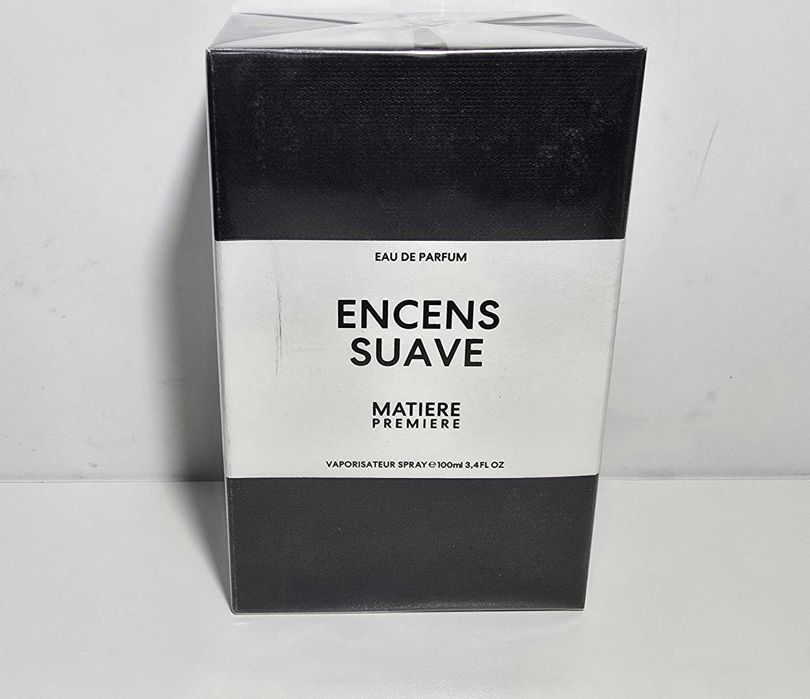 EAU DE PARFUM
ENCENS
SUAVE
MATIERE
PREMIERE
VAPORISATEUR SPRAY ℮ 100ml 3,4FL OZ